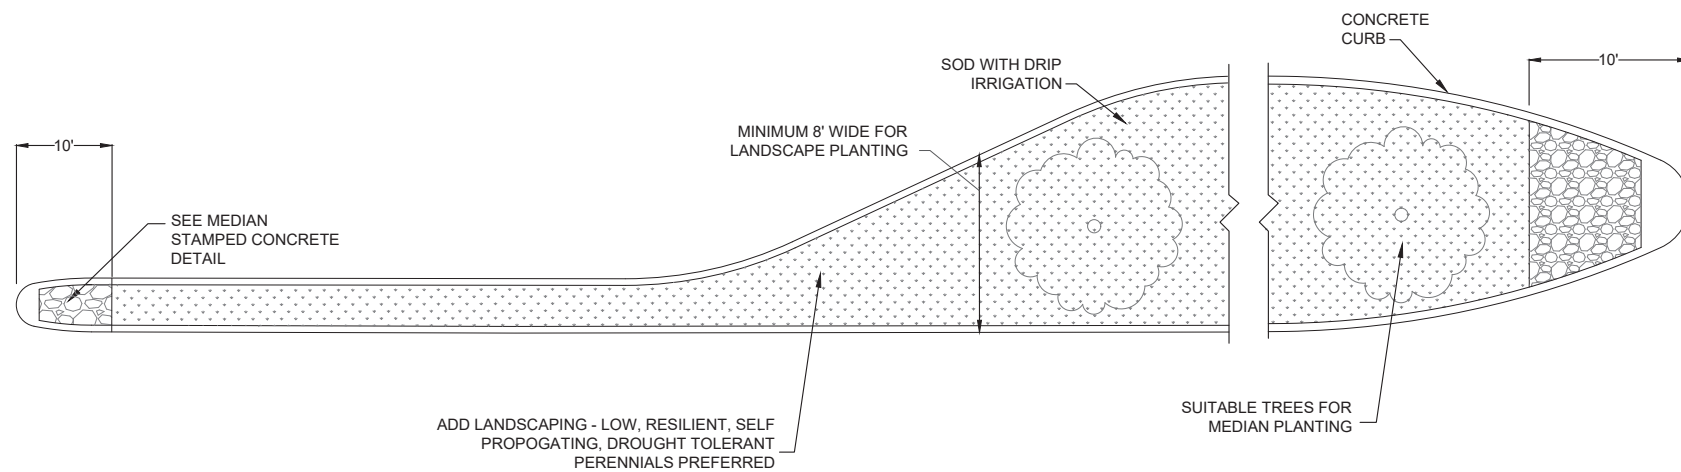 CONCRETE
CURB
10'
SOD WITH DRIP
IRRIGATION
MINIMUM 8' WIDE FOR
LANDSCAPE PLANTING
10'
SEE MEDIAN
STAMPED CONCRETE
DETAIL
SUITABLE TREES FOR
MEDIAN PLANTING
ADD LANDSCAPING - LOW, RESILIENT, SELF
PROPOGATING, DROUGHT TOLERANT
PERENNIALS PREFERRED